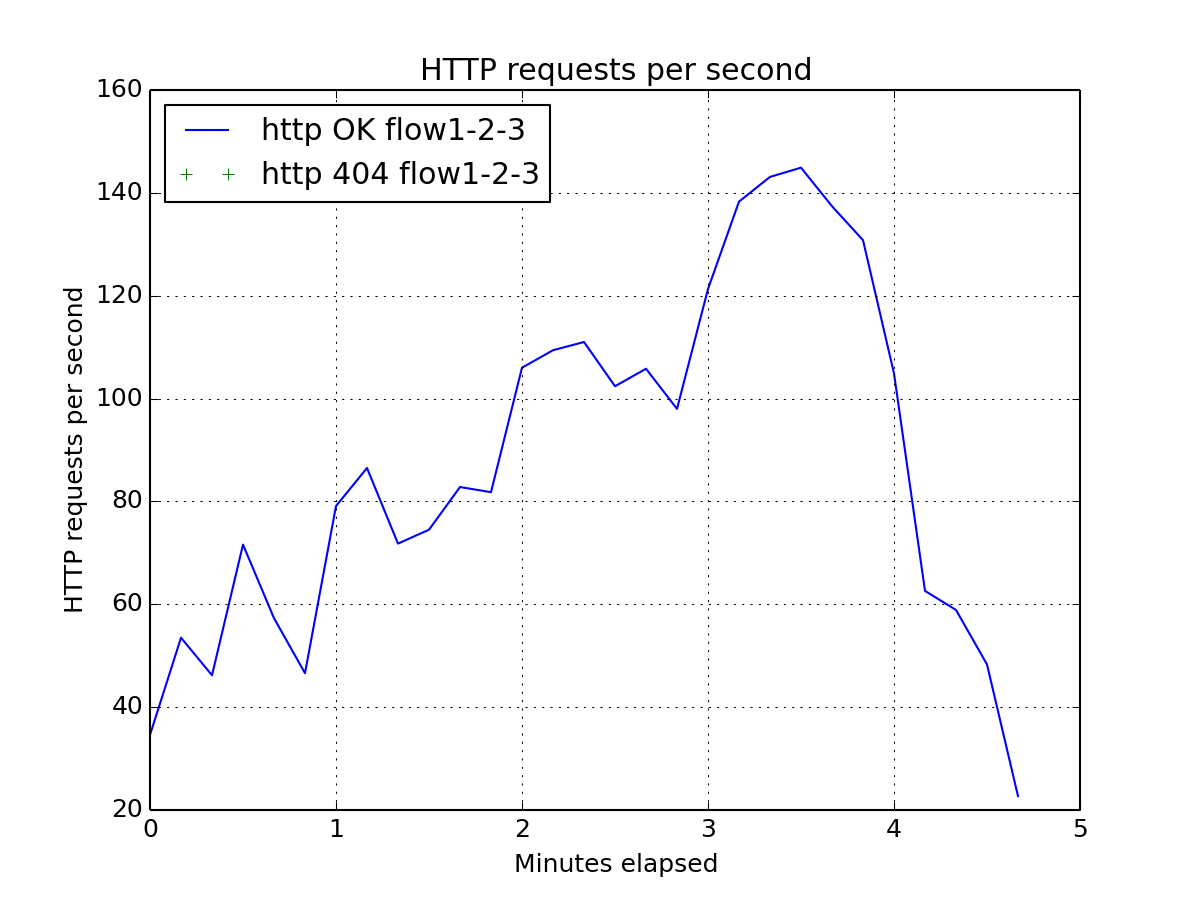 HTTP requests per second
160
http OK flow1-2-3
http 404 flow1-2-3
140
120
100
80
60
40
20
HTTP requests per second
0 1 2 3 4 5
Minutes elapsed